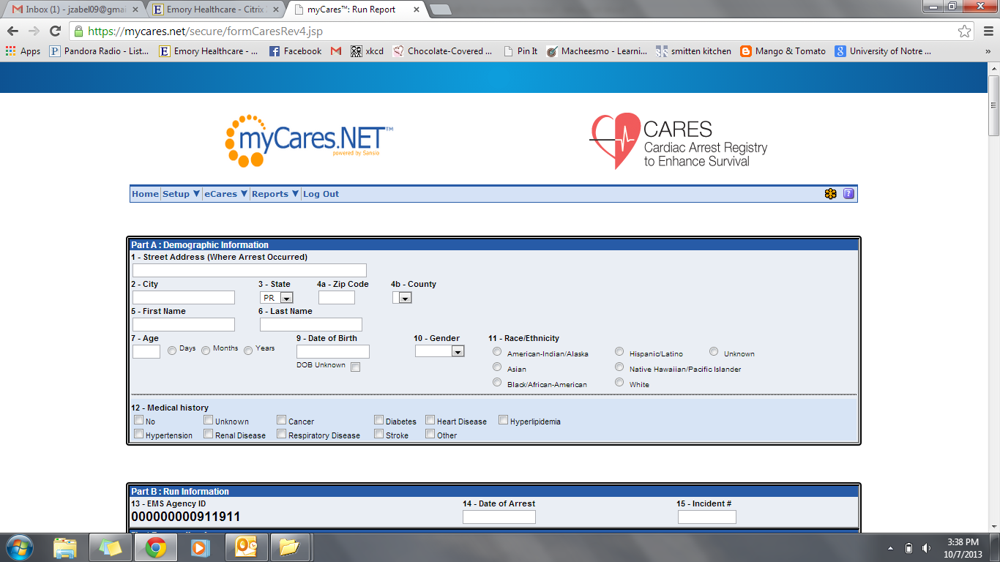 Inbox (1) - jzabel09@gmai
Emory Healthcare - Citrix
myCares™: Run Report
https://mycares.net/secure/formCaresRev4.jsp
Apps Pandora Radio - List... Emory Healthcare - ... Facebook xkcd Chocolate-Covered ... Pin It Macheesmo - Learni... smitten kitchen Mango & Tomato University of Notre ... »
myCares.NET™
powered by Sansio
CARES
Cardiac Arrest Registry
to Enhance Survival
Home Setup ▼ eCares ▼ Reports ▼ Log Out ?
Part A : Demographic Information
1 - Street Address (Where Arrest Occurred)
2 - City 3 - State 4a - Zip Code 4b - County
PR
5 - First Name 6 - Last Name
7 - Age 9 - Date of Birth 10 - Gender 11 - Race/Ethnicity
Days Months Years American-Indian/Alaska Hispanic/Latino Unknown
DOB Unknown Asian Native Hawaiian/Pacific Islander
Black/African-American White
12 - Medical history
No Unknown Cancer Diabetes Heart Disease Hyperlipidemia
Hypertension Renal Disease Respiratory Disease Stroke Other
Part B : Run Information
13 - EMS Agency ID 14 - Date of Arrest 15 - Incident #
000000000911911
3:38 PM
10/7/2013